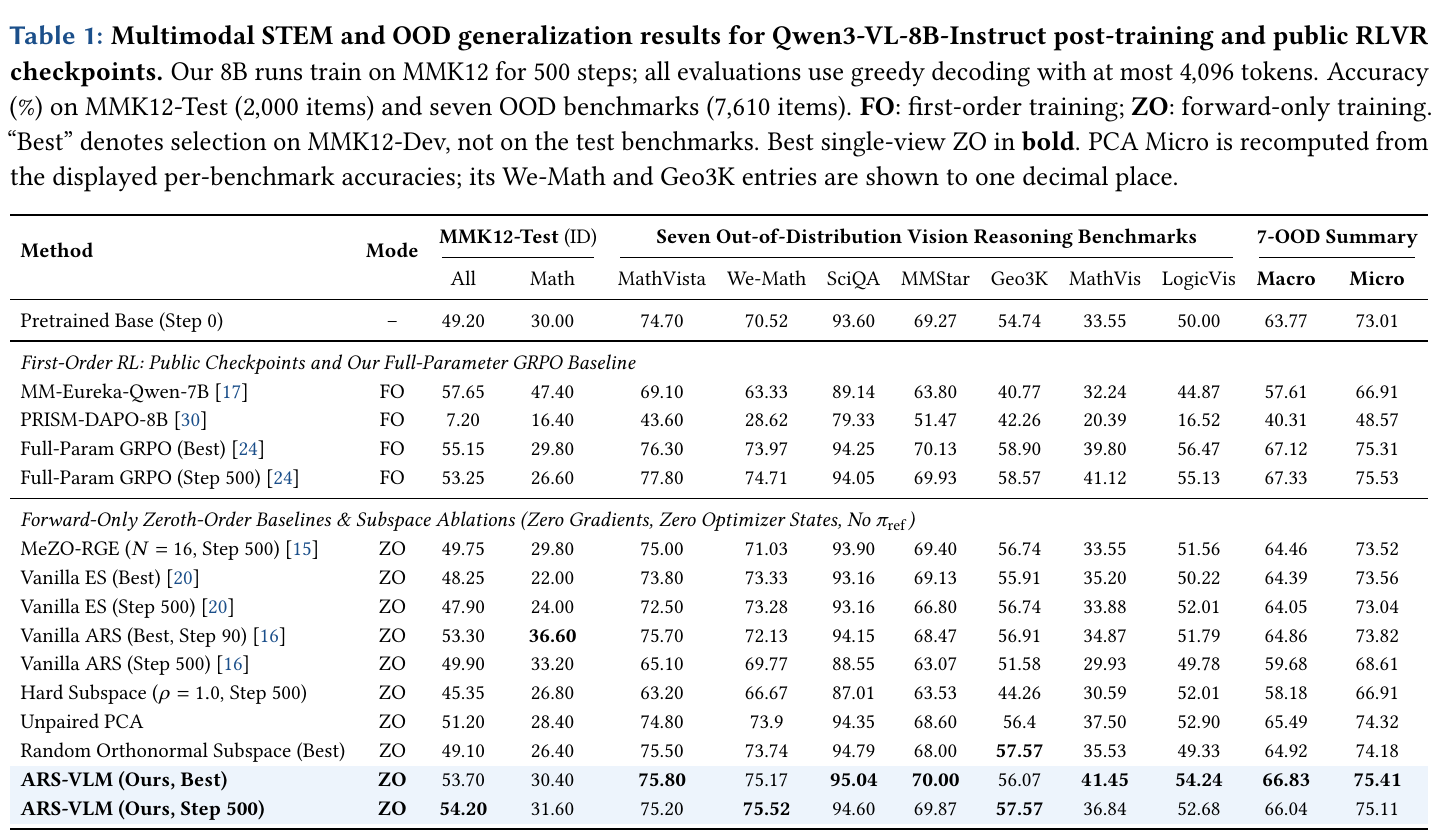 Table 1: Multimodal STEM and OOD generalization results for Qwen3-VL-8B-Instruct post-training and public RLVR
checkpoints. Our 8B runs train on MMK12 for 500 steps; all evaluations use greedy decoding with at most 4,096 tokens. Accuracy
(%) on MMK12-Test (2,000 items) and seven OOD benchmarks (7,610 items). FO: first-order training; ZO: forward-only training.
“Best” denotes selection on MMK12-Dev, not on the test benchmarks. Best single-view ZO in bold. PCA Micro is recomputed from
the displayed per-benchmark accuracies; its We-Math and Geo3K entries are shown to one decimal place.
Method Mode MMK12-Test (ID) Seven Out-of-Distribution Vision Reasoning Benchmarks 7-OOD Summary
All Math MathVista We-Math SciQA MMStar Geo3K MathVis LogicVis Macro Micro
Pretrained Base (Step 0) – 49.20 30.00 74.70 70.52 93.60 69.27 54.74 33.55 50.00 63.77 73.01
First-Order RL: Public Checkpoints and Our Full-Parameter GRPO Baseline
MM-Eureka-Qwen-7B [17] FO 57.65 47.40 69.10 63.33 89.14 63.80 40.77 32.24 44.87 57.61 66.91
PRISM-DAPO-8B [30] FO 7.20 16.40 43.60 28.62 79.33 51.47 42.26 20.39 16.52 40.31 48.57
Full-Param GRPO (Best) [24] FO 55.15 29.80 76.30 73.97 94.25 70.13 58.90 39.80 56.47 67.12 75.31
Full-Param GRPO (Step 500) [24] FO 53.25 26.60 77.80 74.71 94.05 69.93 58.57 41.12 55.13 67.33 75.53
Forward-Only Zeroth-Order Baselines & Subspace Ablations (Zero Gradients, Zero Optimizer States, No πref)
MeZO-RGE (N = 16, Step 500) [15] ZO 49.75 29.80 75.00 71.03 93.90 69.40 56.74 33.55 51.56 64.46 73.52
Vanilla ES (Best) [20] ZO 48.25 22.00 73.80 73.33 93.16 69.13 55.91 35.20 50.22 64.39 73.56
Vanilla ES (Step 500) [20] ZO 47.90 24.00 72.50 73.28 93.16 66.80 56.74 33.88 52.01 64.05 73.04
Vanilla ARS (Best, Step 90) [16] ZO 53.30 36.60 75.70 72.13 94.15 68.47 56.91 34.87 51.79 64.86 73.82
Vanilla ARS (Step 500) [16] ZO 49.90 33.20 65.10 69.77 88.55 63.07 51.58 29.93 49.78 59.68 68.61
Hard Subspace (ρ = 1.0, Step 500) ZO 45.35 26.80 63.20 66.67 87.01 63.53 44.26 30.59 52.01 58.18 66.91
Unpaired PCA ZO 51.20 28.40 74.80 73.9 94.35 68.60 56.4 37.50 52.90 65.49 74.32
Random Orthonormal Subspace (Best) ZO 49.10 26.40 75.50 73.74 94.79 68.00 57.57 35.53 49.33 64.92 74.18
ARS-VLM (Ours, Best) ZO 53.70 30.40 75.80 75.17 95.04 70.00 56.07 41.45 54.24 66.83 75.41
ARS-VLM (Ours, Step 500) ZO 54.20 31.60 75.20 75.52 94.60 69.87 57.57 36.84 52.68 66.04 75.11